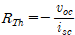 R_Th = − v_oc / i_sc